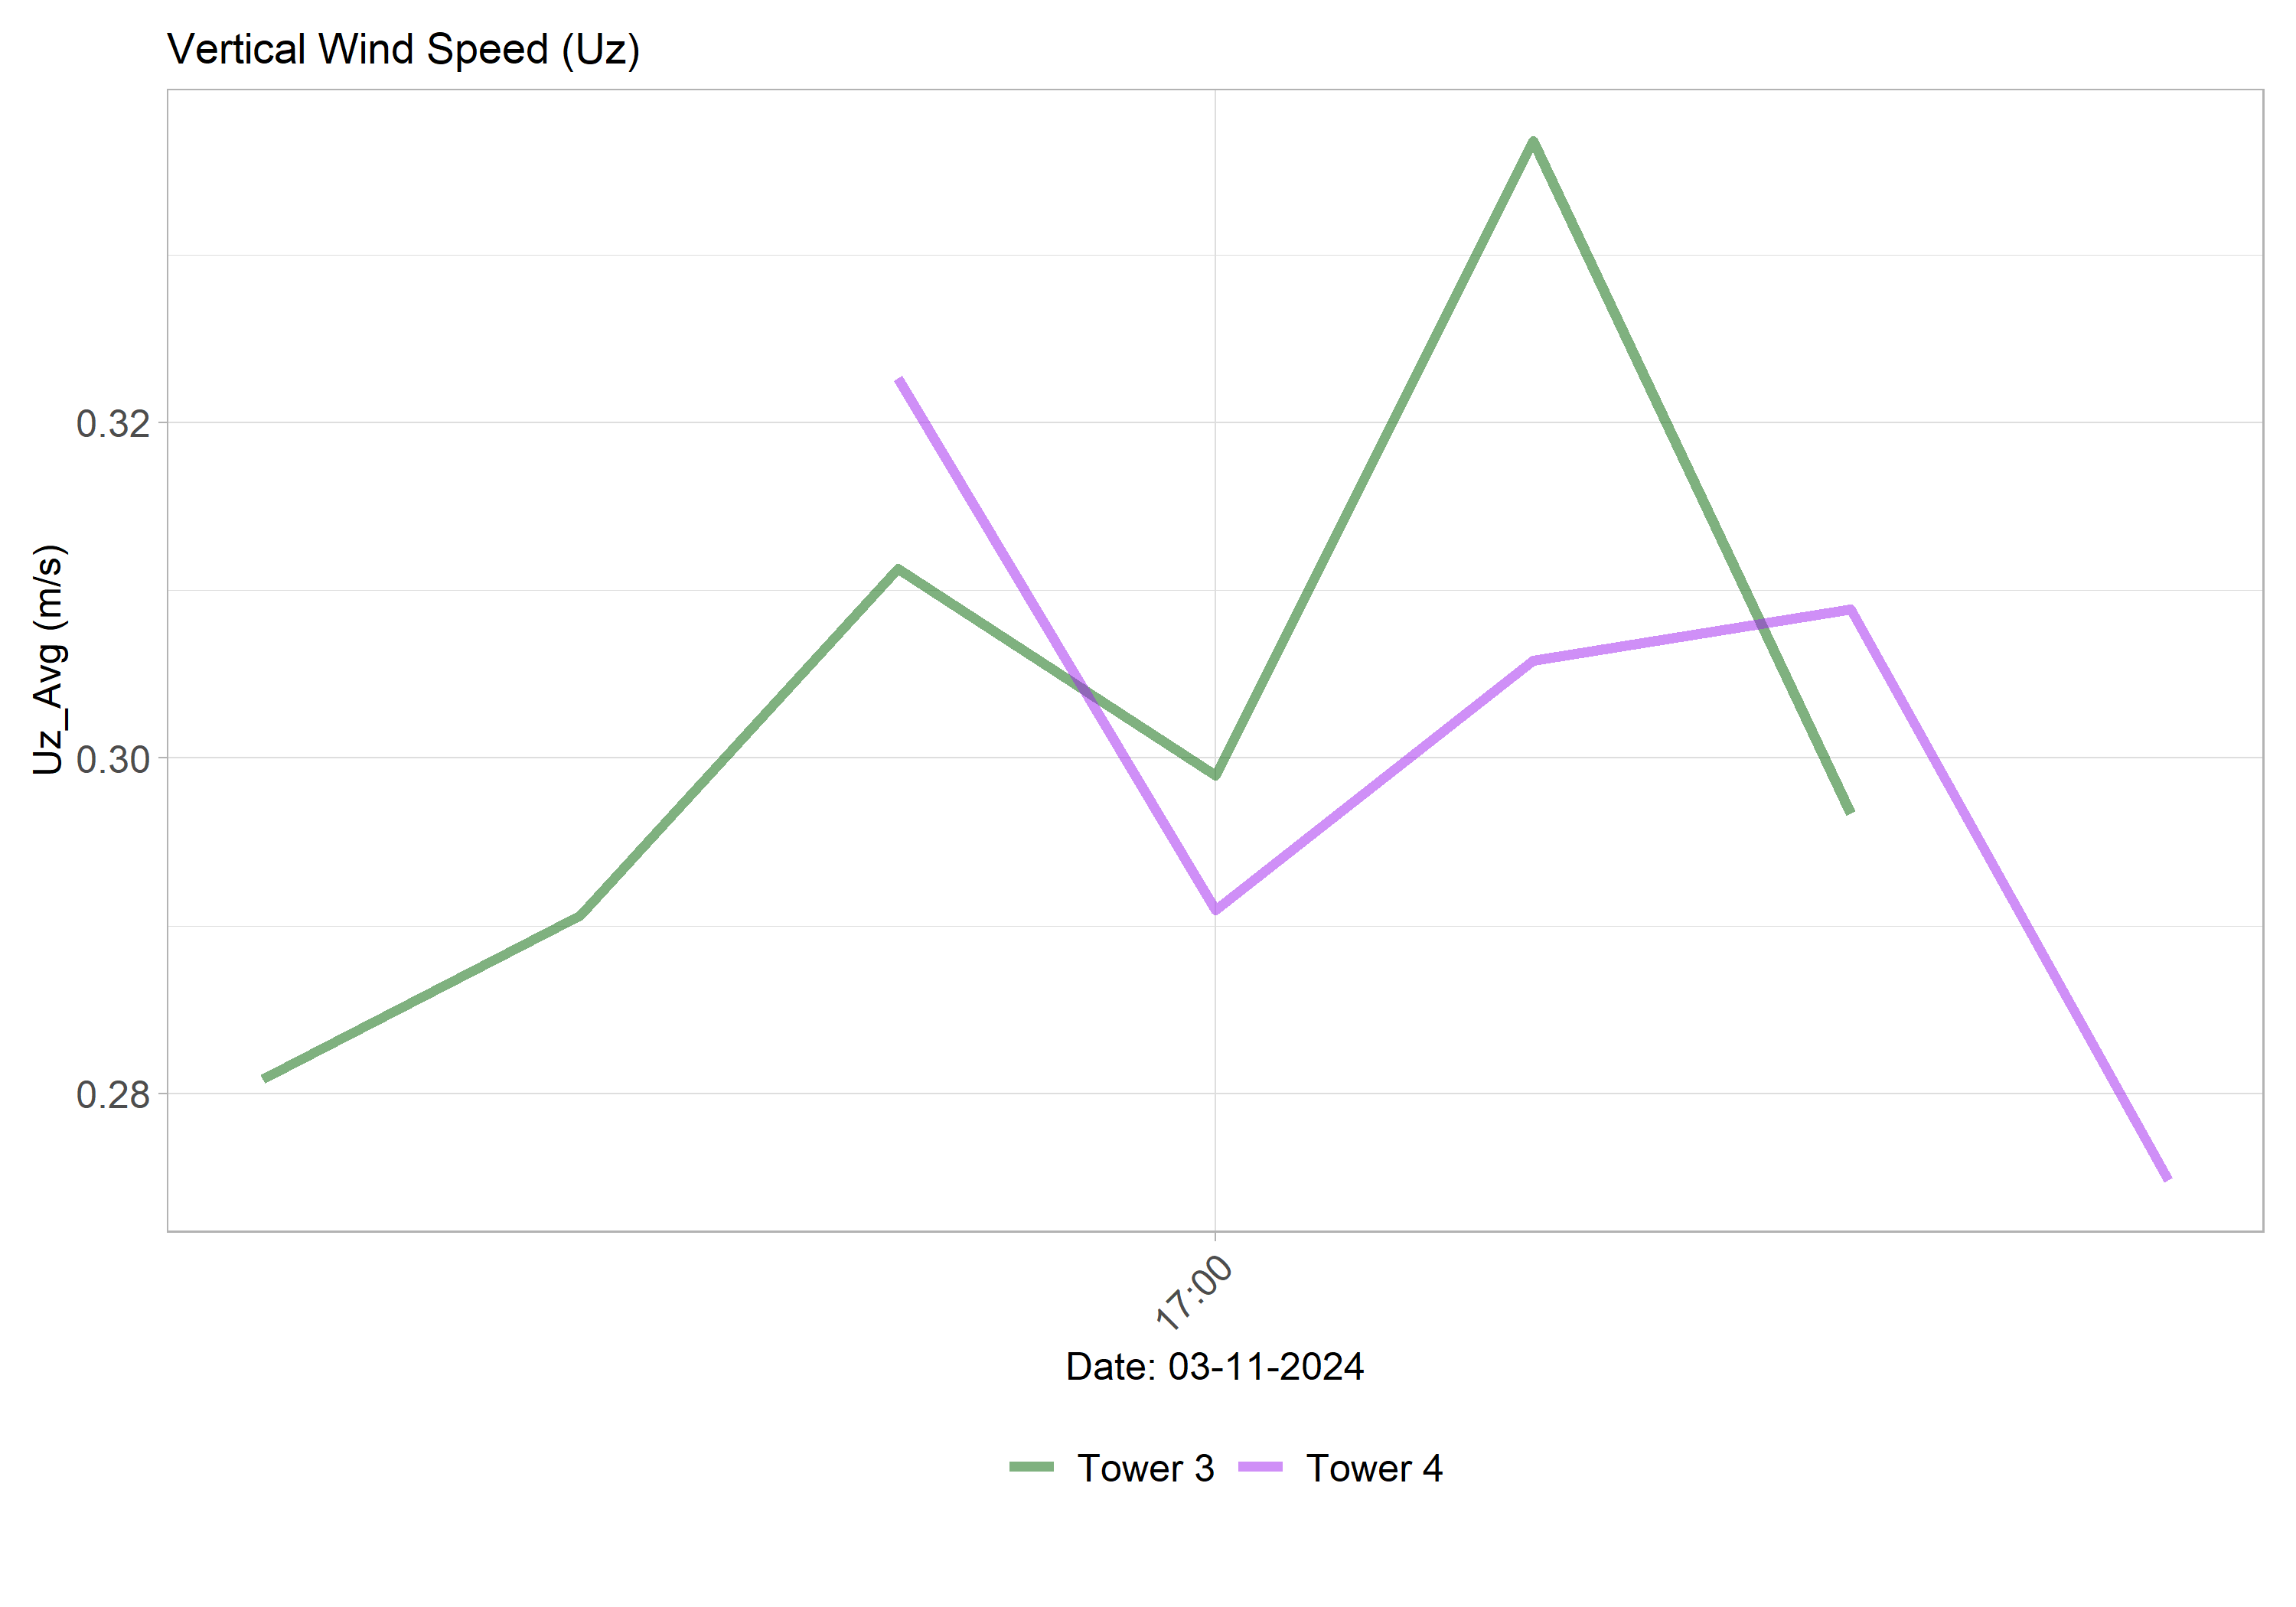 Vertical Wind Speed (Uz)
Uz_Avg (m/s)
0.32
0.30
0.28
17:00
Date: 03-11-2024
Tower 3 Tower 4